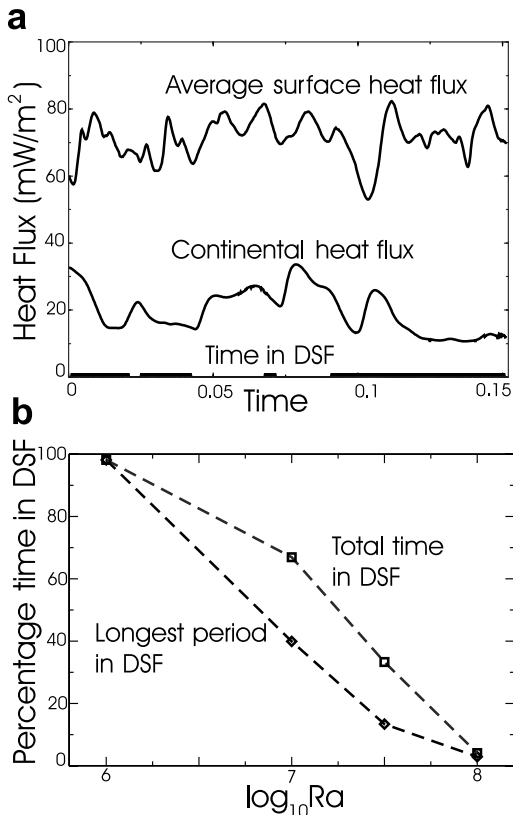 a
100
80
60
40
20
0
Heat Flux (mW/m²)
Average surface heat flux
Continental heat flux
Time in DSF
0
0.05
0.1
0.15
Time
b
100
80
60
40
20
0
Percentage time in DSF
Total time
in DSF
Longest period
in DSF
6
7
8
log₁₀Ra